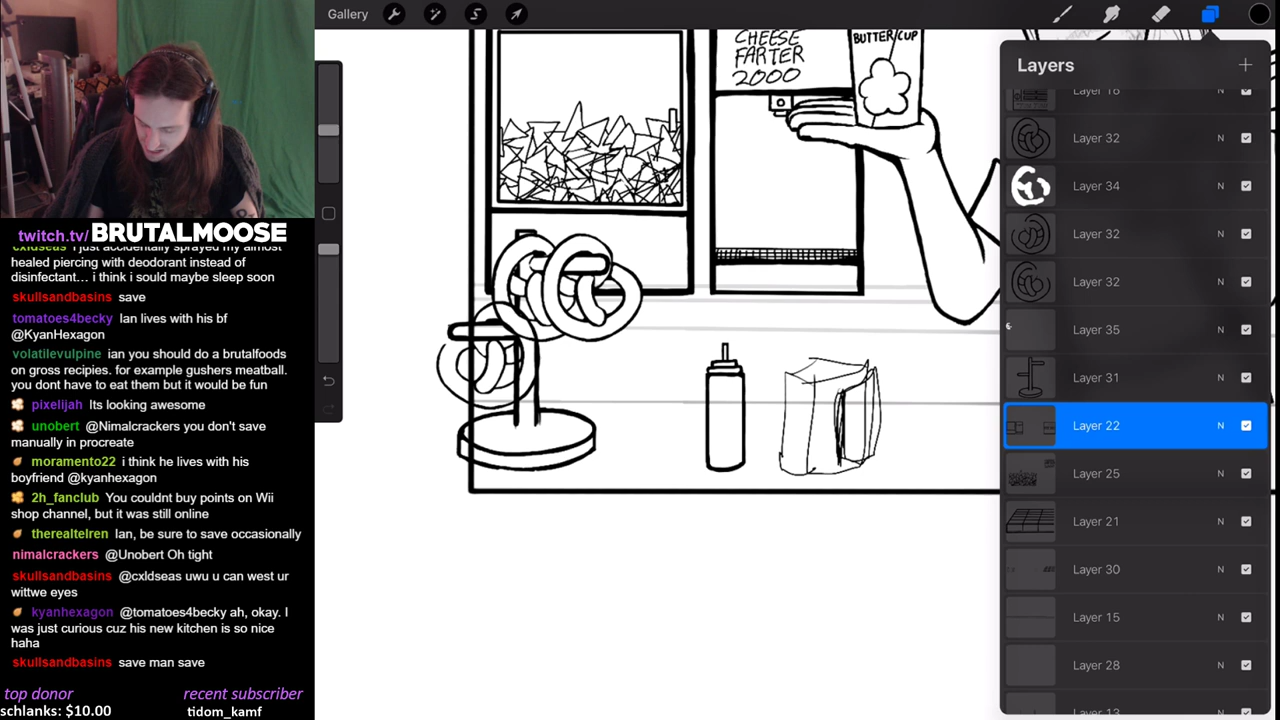 Gallery
CHEESE
FARTER
2000
BUTTER CUP
Layers
Layer 16
N
Layer 32
N
Layer 34
N
Layer 32
N
Layer 32
N
Layer 35
N
Layer 31
N
Layer 22
N
Layer 25
N
Layer 21
N
Layer 30
N
Layer 15
N
Layer 28
N
Layer 13
twitch.tv/BRUTALMOOSE
cxldseas I just accidentally sprayed my almost
healed piercing with deodorant instead of
disinfectant... i think i sould maybe sleep soon
skullsandbasins save
tomatoes4becky Ian lives with his bf
@KyanHexagon
volatilevulpine ian you should do a brutalfoods
on gross recipies. for example gushers meatball.
you dont have to eat them but it would be fun
pixelijah Its looking awesome
unobert @Nimalcrackers you don't save
manually in procreate
moramento22 i think he lives with his
boyfriend @kyanhexagon
2h_fanclub You couldnt buy points on Wii
shop channel, but it was still online
therealtelren Ian, be sure to save occasionally
nimalcrackers @Unobert Oh tight
skullsandbasins @cxldseas uwu u can west ur
wittwe eyes
kyanhexagon @tomatoes4becky ah, okay. I
was just curious cuz his new kitchen is so nice
haha
skullsandbasins save man save
top donor
schlanks: $10.00
recent subscriber
tidom_kamf